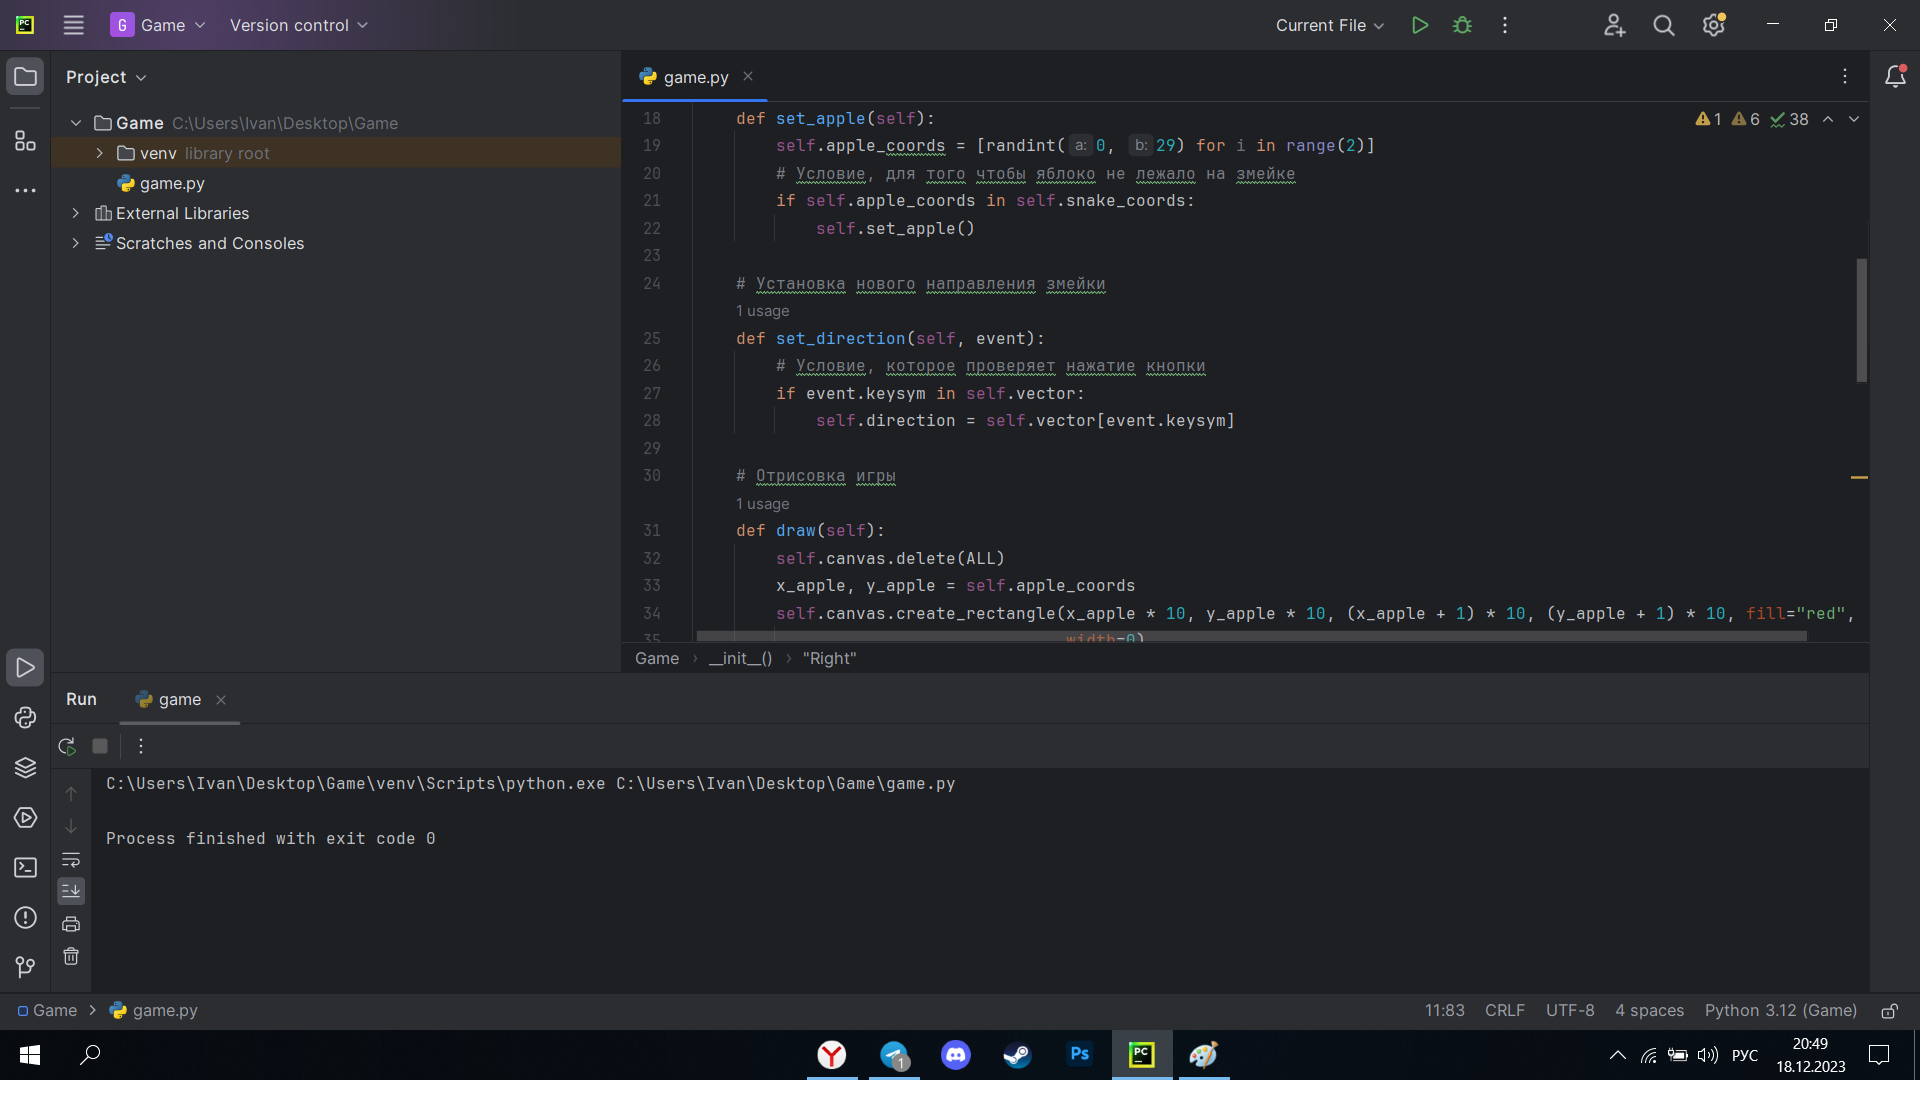 PC
G Game Version control Current File
Project
game.py
Game C:\Users\Ivan\Desktop\Game
venv library root
game.py
External Libraries
Scratches and Consoles
1 6 38
18 def set_apple(self):
19 self.apple_coords = [randint(a: 0, b: 29) for i in range(2)]
20 # Условие, для того чтобы яблоко не лежало на змейке
21 if self.apple_coords in self.snake_coords:
22 self.set_apple()
23
24 # Установка нового направления змейки
1 usage
25 def set_direction(self, event):
26 # Условие, которое проверяет нажатие кнопки
27 if event.keysym in self.vector:
28 self.direction = self.vector[event.keysym]
29
30 # Отрисовка игры
1 usage
31 def draw(self):
32 self.canvas.delete(ALL)
33 x_apple, y_apple = self.apple_coords
34 self.canvas.create_rectangle(x_apple * 10, y_apple * 10, (x_apple + 1) * 10, (y_apple + 1) * 10, fill="red",
35 width=0)
Game › __init__() › "Right"
Run game
C:\Users\Ivan\Desktop\Game\venv\Scripts\python.exe C:\Users\Ivan\Desktop\Game\game.py
Process finished with exit code 0
Game > game.py 11:83 CRLF UTF-8 4 spaces Python 3.12 (Game)
1 Ps PC РУС 20:49
18.12.2023